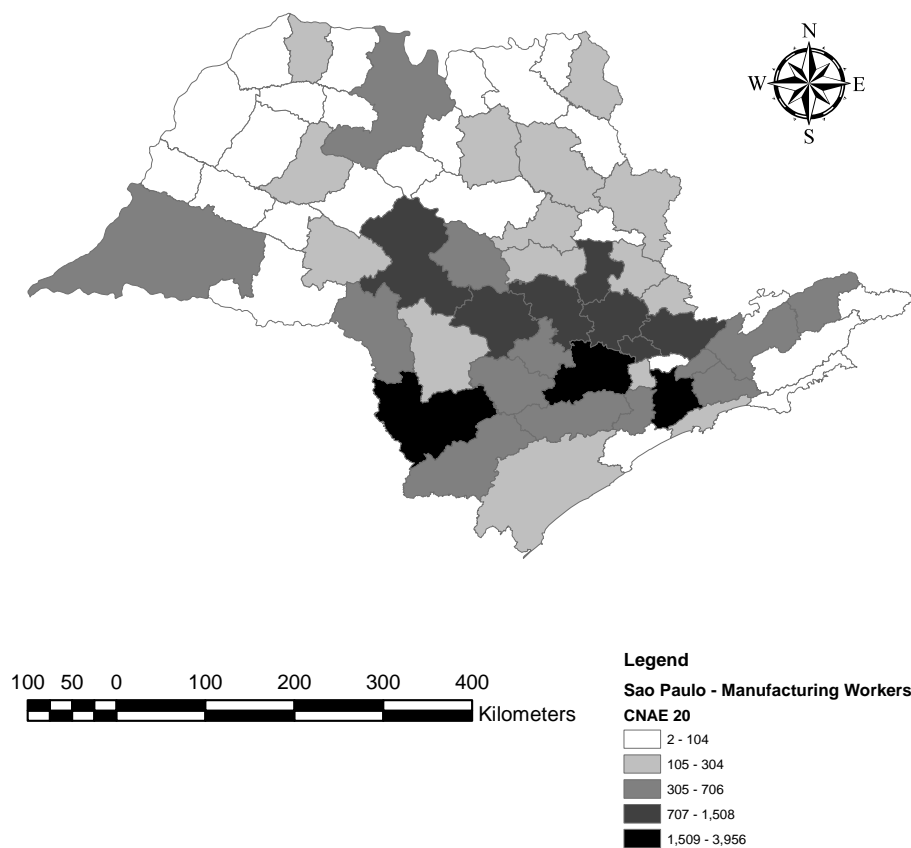 N
W E
S
100 50 0 100 200 300 400
Kilometers
Legend
Sao Paulo - Manufacturing Workers
CNAE 20
2 - 104
105 - 304
305 - 706
707 - 1,508
1,509 - 3,956